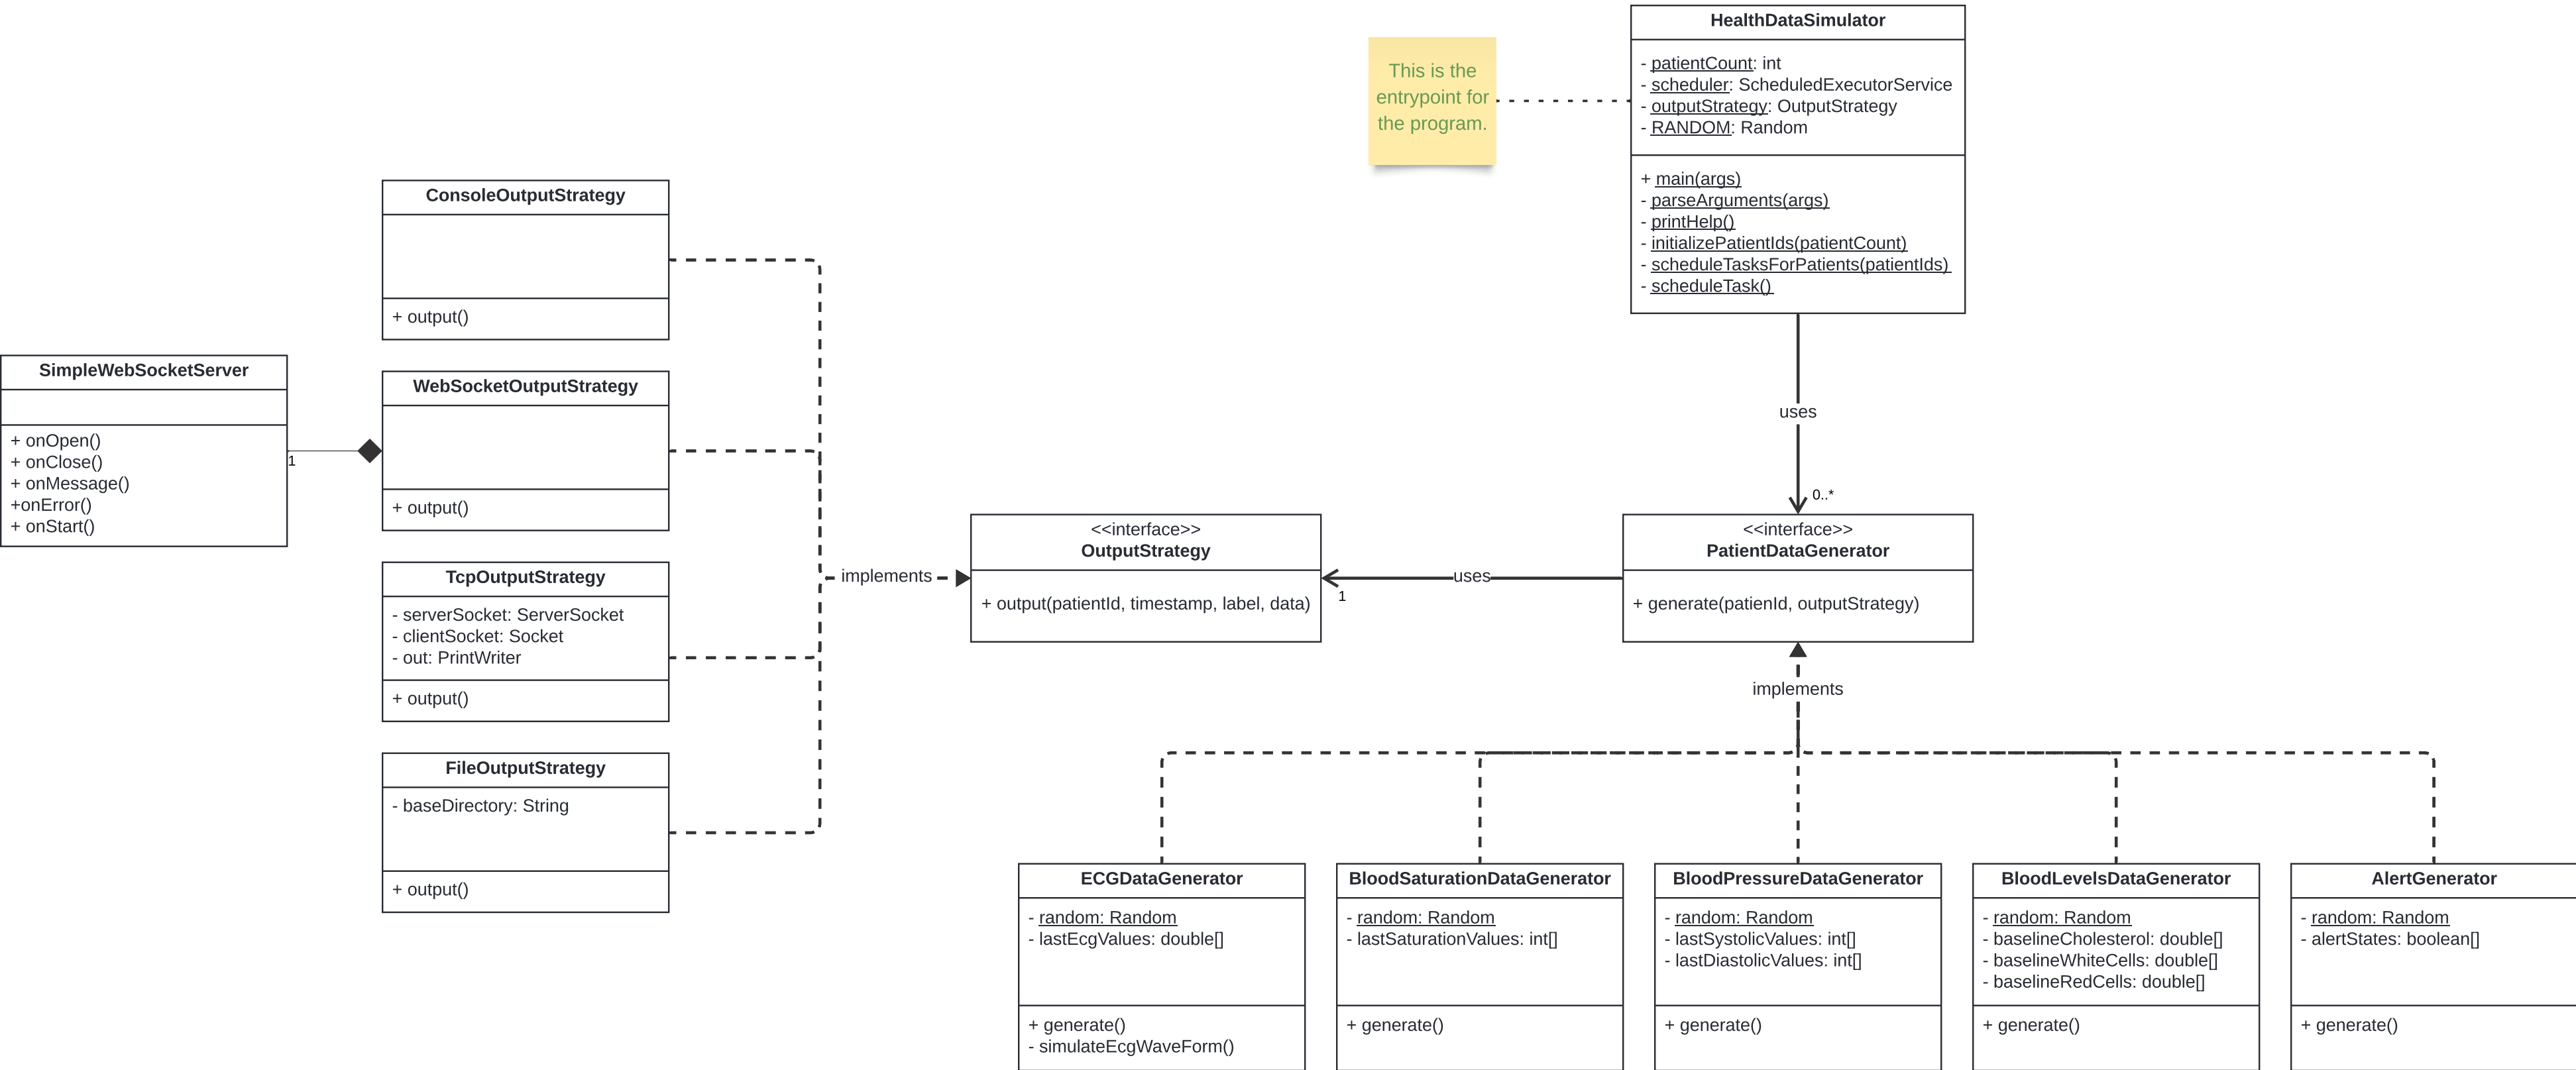 HealthDataSimulator
- patientCount: int
- scheduler: ScheduledExecutorService
- outputStrategy: OutputStrategy
- RANDOM: Random
+ main(args)
- parseArguments(args)
- printHelp()
- initializePatientIds(patientCount)
- scheduleTasksForPatients(patientIds)
- scheduleTask()
This is the
entrypoint for
the program.
ConsoleOutputStrategy
+ output()
SimpleWebSocketServer
+ onOpen()
+ onClose()
+ onMessage()
+onError()
+ onStart()
1
WebSocketOutputStrategy
+ output()
TcpOutputStrategy
- serverSocket: ServerSocket
- clientSocket: Socket
- out: PrintWriter
+ output()
FileOutputStrategy
- baseDirectory: String
+ output()
implements
<<interface>>
OutputStrategy
+ output(patientId, timestamp, label, data)
1
uses
uses
0..*
<<interface>>
PatientDataGenerator
+ generate(patienId, outputStrategy)
implements
ECGDataGenerator
- random: Random
- lastEcgValues: double[]
+ generate()
- simulateEcgWaveForm()
BloodSaturationDataGenerator
- random: Random
- lastSaturationValues: int[]
+ generate()
BloodPressureDataGenerator
- random: Random
- lastSystolicValues: int[]
- lastDiastolicValues: int[]
+ generate()
BloodLevelsDataGenerator
- random: Random
- baselineCholesterol: double[]
- baselineWhiteCells: double[]
- baselineRedCells: double[]
+ generate()
AlertGenerator
- random: Random
- alertStates: boolean[]
+ generate()